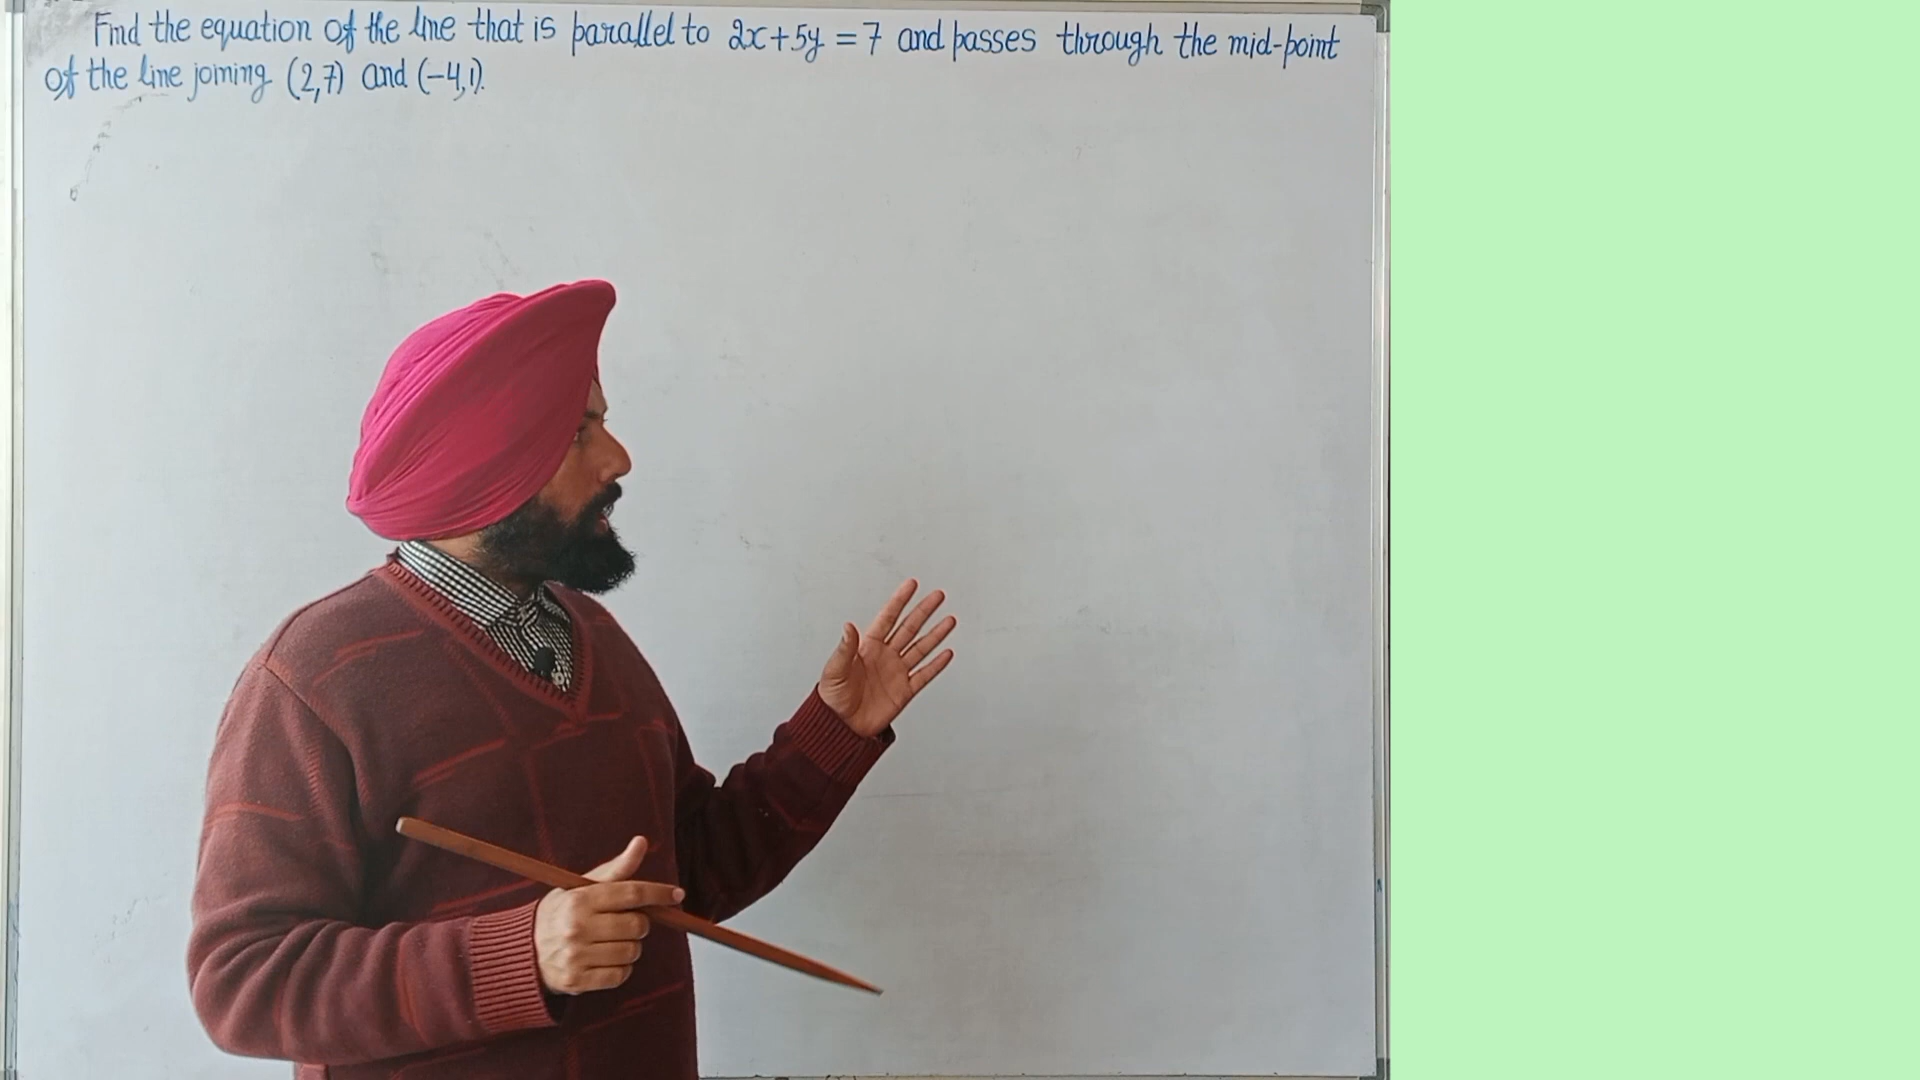 Find the equation of the line that is parallel to 2x+5y = 7 and passes through the mid-point
of the line joining (2,7) and (-4,1).